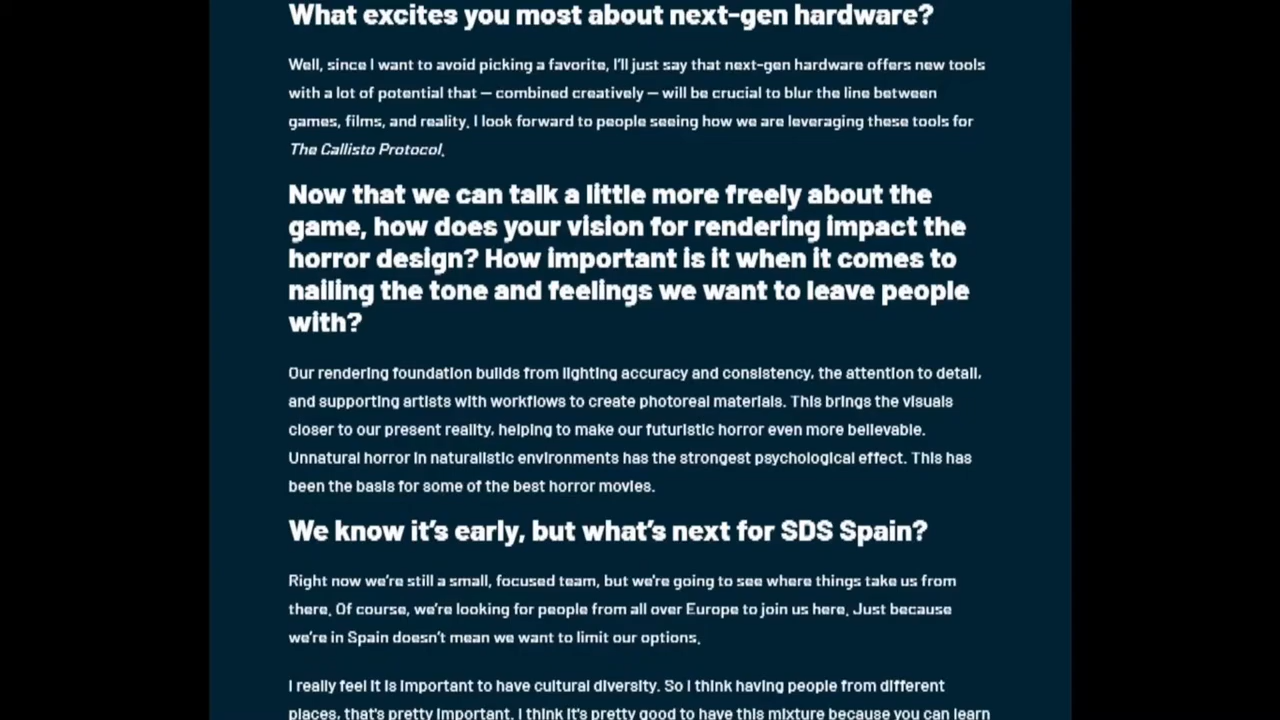 What excites you most about next-gen hardware?
Well, since I want to avoid picking a favorite, I'll just say that next-gen hardware offers new tools
with a lot of potential that — combined creatively — will be crucial to blur the line between
games, films, and reality. I look forward to people seeing how we are leveraging these tools for
The Callisto Protocol.
Now that we can talk a little more freely about the
game, how does your vision for rendering impact the
horror design? How important is it when it comes to
nailing the tone and feelings we want to leave people
with?
Our rendering foundation builds from lighting accuracy and consistency, the attention to detail,
and supporting artists with workflows to create photoreal materials. This brings the visuals
closer to our present reality, helping to make our futuristic horror even more believable.
Unnatural horror in naturalistic environments has the strongest psychological effect. This has
been the basis for some of the best horror movies.
We know it's early, but what's next for SDS Spain?
Right now we're still a small, focused team, but we're going to see where things take us from
there. Of course, we're looking for people from all over Europe to join us here. Just because
we're in Spain doesn't mean we want to limit our options.
I really feel it is important to have cultural diversity. So I think having people from different
places, that's pretty important. I think it's pretty good to have this mixture because you can learn